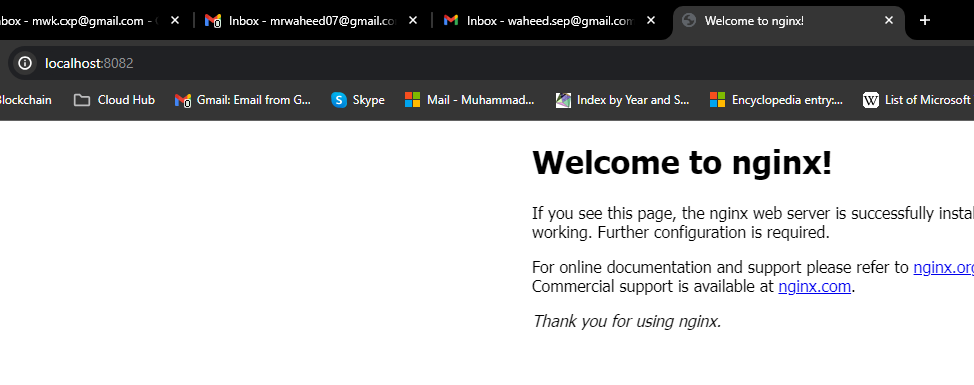 box - mwk.cxp@gmail.com - G
Inbox - mrwaheed07@gmail.co
Inbox - waheed.sep@gmail.com
Welcome to nginx!
localhost:8082
Blockchain
Cloud Hub
Gmail: Email from G...
Skype
Mail - Muhammad...
Index by Year and S...
Encyclopedia entry:...
W List of Microsoft
Welcome to nginx!
If you see this page, the nginx web server is successfully instal
working. Further configuration is required.
For online documentation and support please refer to nginx.org
Commercial support is available at nginx.com.
Thank you for using nginx.